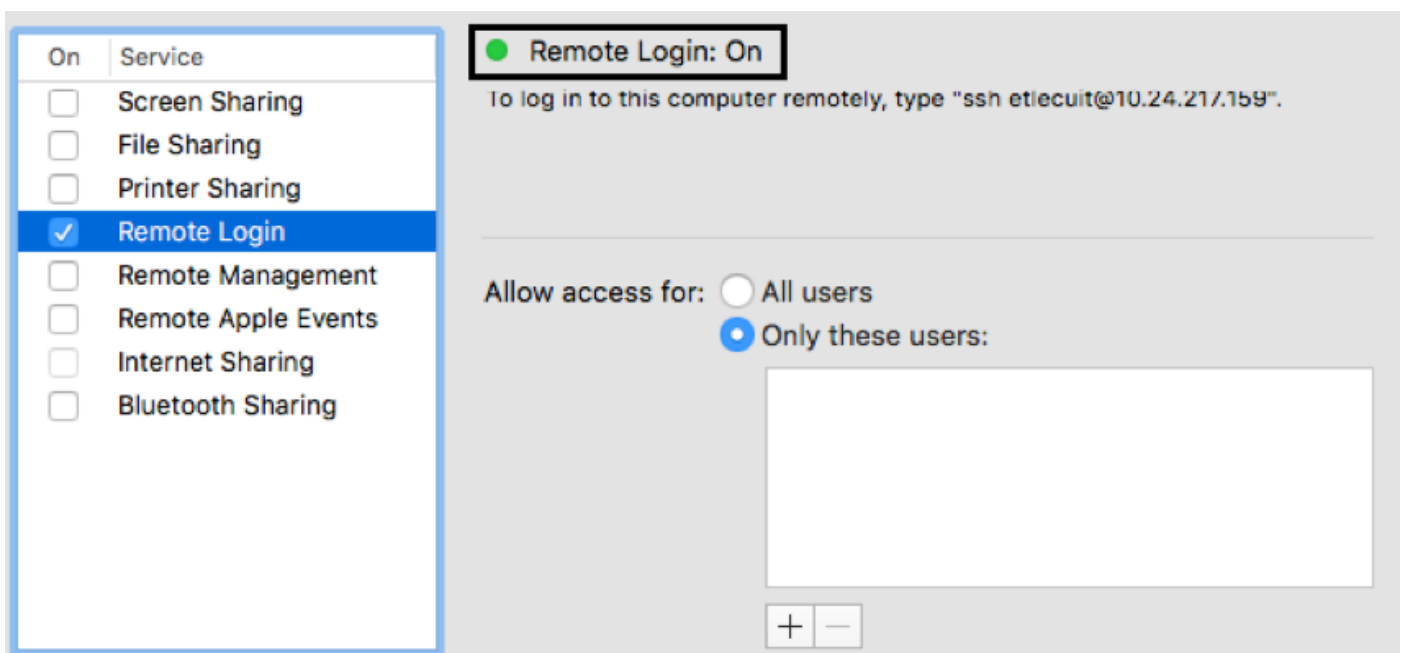 On Service
Screen Sharing
File Sharing
Printer Sharing
Remote Login
Remote Management
Remote Apple Events
Internet Sharing
Bluetooth Sharing
Remote Login: On
To log in to this computer remotely, type "ssh etlecuit@10.24.217.159".
Allow access for: All users
Only these users: